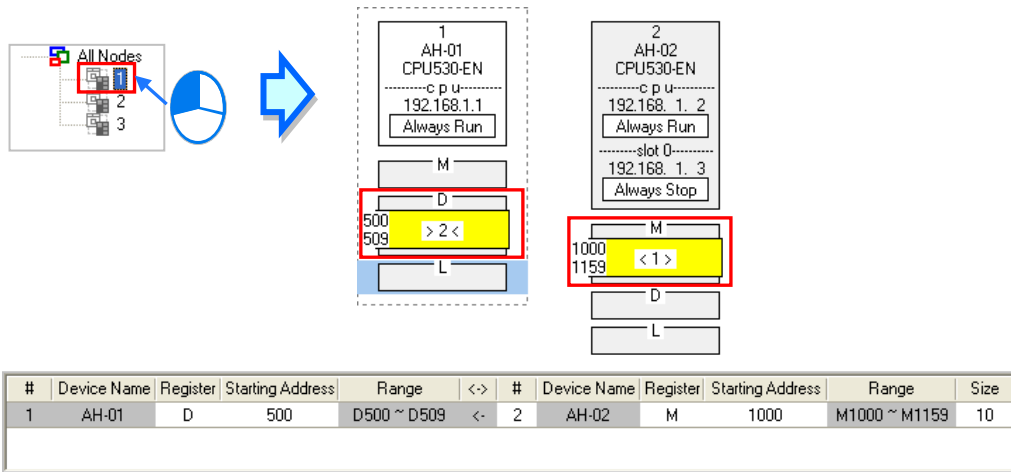 All Nodes
1
2
3
1
AH-01
CPU530-EN
c p u
192.168.1.1
Always Run
M
D
500
509
> 2 <
L
2
AH-02
CPU530-EN
c p u
192.168. 1. 2
Always Run
slot 0
192.168. 1. 3
Always Stop
M
1000
1159
< 1 >
D
L
# Device Name Register Starting Address Range <-> # Device Name Register Starting Address Range Size
1 AH-01 D 500 D500 ~ D509 <- 2 AH-02 M 1000 M1000 ~ M1159 10